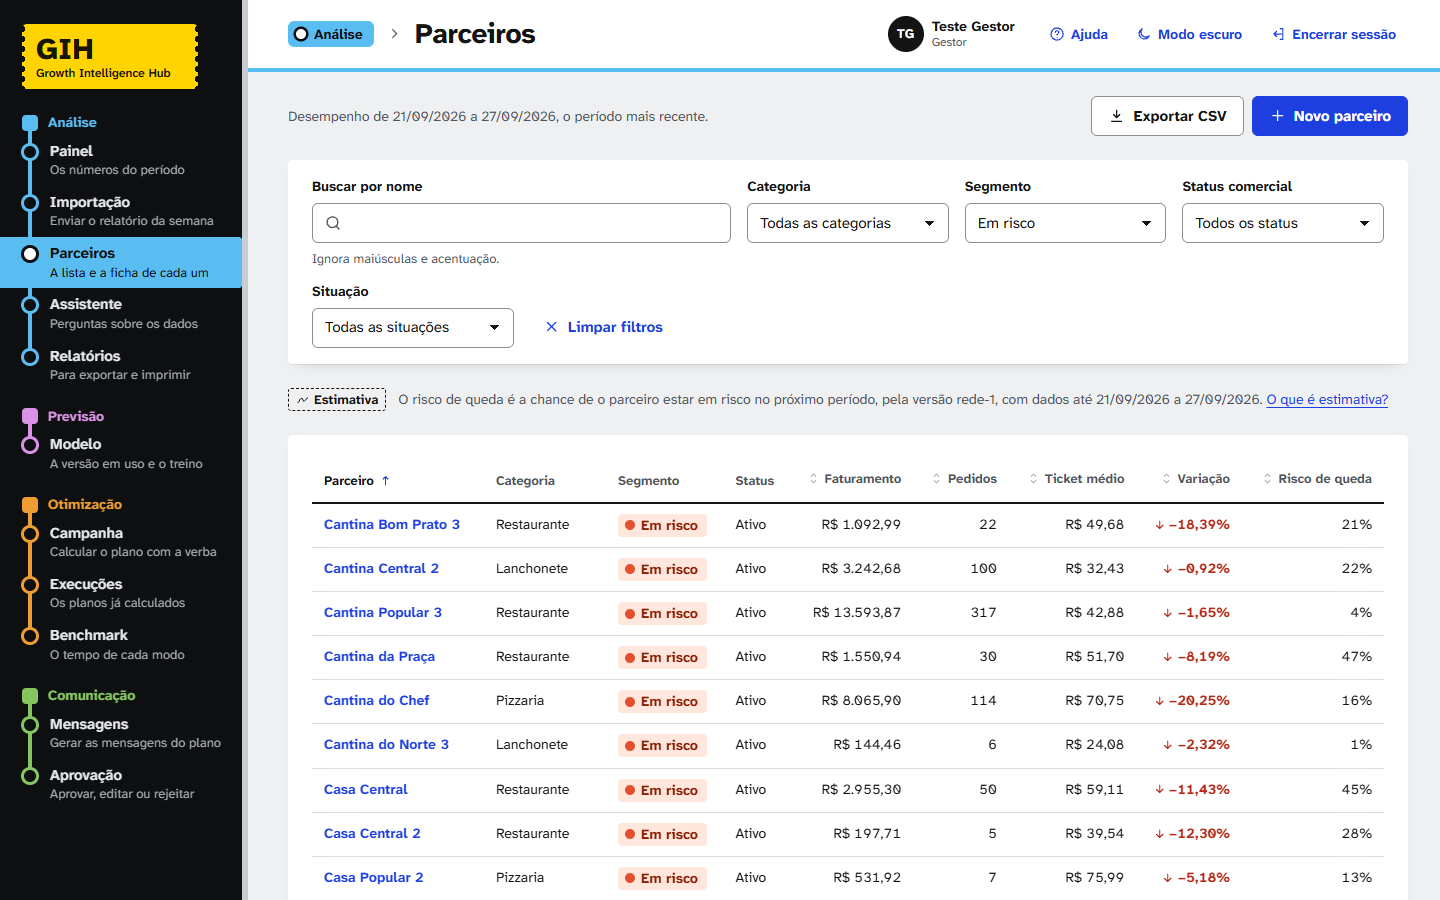 GIH
Growth Intelligence Hub
Análise
Painel
Os números do período
Importação
Enviar o relatório da semana
Parceiros
A lista e a ficha de cada um
Assistente
Perguntas sobre os dados
Relatórios
Para exportar e imprimir
Previsão
Modelo
A versão em uso e o treino
Otimização
Campanha
Calcular o plano com a verba
Execuções
Os planos já calculados
Benchmark
O tempo de cada modo
Comunicação
Mensagens
Gerar as mensagens do plano
Aprovação
Aprovar, editar ou rejeitar
Análise > Parceiros
TG Teste Gestor
Gestor
Ajuda Modo escuro Encerrar sessão
Desempenho de 21/09/2026 a 27/09/2026, o período mais recente.
Exportar CSV + Novo parceiro
Buscar por nome Categoria Segmento Status comercial
Todas as categorias Em risco Todos os status
Ignora maiúsculas e acentuação.
Situação
Todas as situações Limpar filtros
Estimativa O risco de queda é a chance de o parceiro estar em risco no próximo período, pela versão rede-1, com dados até 21/09/2026 a 27/09/2026. O que é estimativa?
Parceiro ↑ Categoria Segmento Status Faturamento Pedidos Ticket médio Variação Risco de queda
Cantina Bom Prato 3 Restaurante Em risco Ativo R$ 1.092,99 22 R$ 49,68 ↓ −18,39% 21%
Cantina Central 2 Lanchonete Em risco Ativo R$ 3.242,68 100 R$ 32,43 ↓ −0,92% 22%
Cantina Popular 3 Restaurante Em risco Ativo R$ 13.593,87 317 R$ 42,88 ↓ −1,65% 4%
Cantina da Praça Restaurante Em risco Ativo R$ 1.550,94 30 R$ 51,70 ↓ −8,19% 47%
Cantina do Chef Pizzaria Em risco Ativo R$ 8.065,90 114 R$ 70,75 ↓ −20,25% 16%
Cantina do Norte 3 Lanchonete Em risco Ativo R$ 144,46 6 R$ 24,08 ↓ −2,32% 1%
Casa Central Restaurante Em risco Ativo R$ 2.955,30 50 R$ 59,11 ↓ −11,43% 45%
Casa Central 2 Restaurante Em risco Ativo R$ 197,71 5 R$ 39,54 ↓ −12,30% 28%
Casa Popular 2 Pizzaria Em risco Ativo R$ 531,92 7 R$ 75,99 ↓ −5,18% 13%